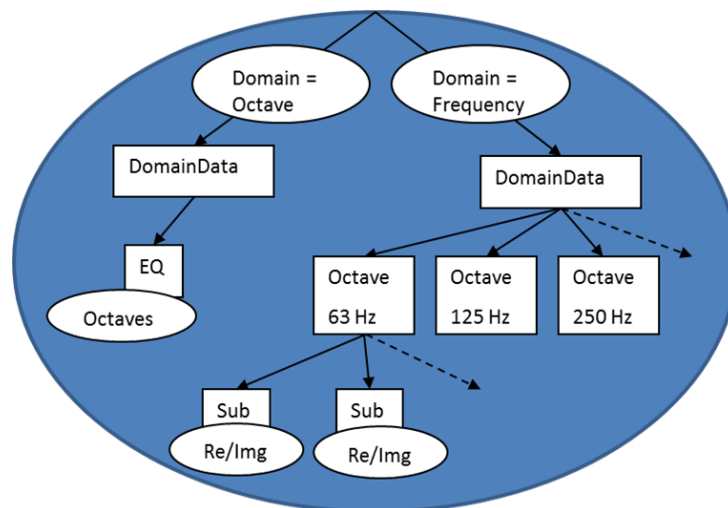 Domain =
Octave
Domain =
Frequency
DomainData
DomainData
EQ
Octaves
Octave
63 Hz
Octave
125 Hz
Octave
250 Hz
Sub
Re/Img
Sub
Re/Img